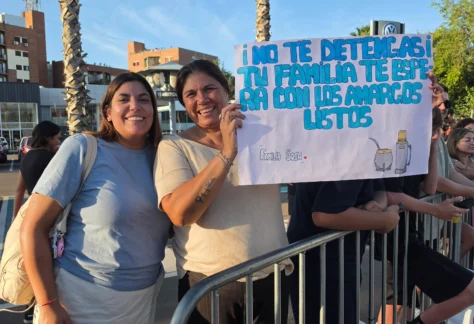 ¡NO TE DETENGAS¡
TU FAMILIA TE ESPE-
RA CON LOS AMARGOS
LISTOS